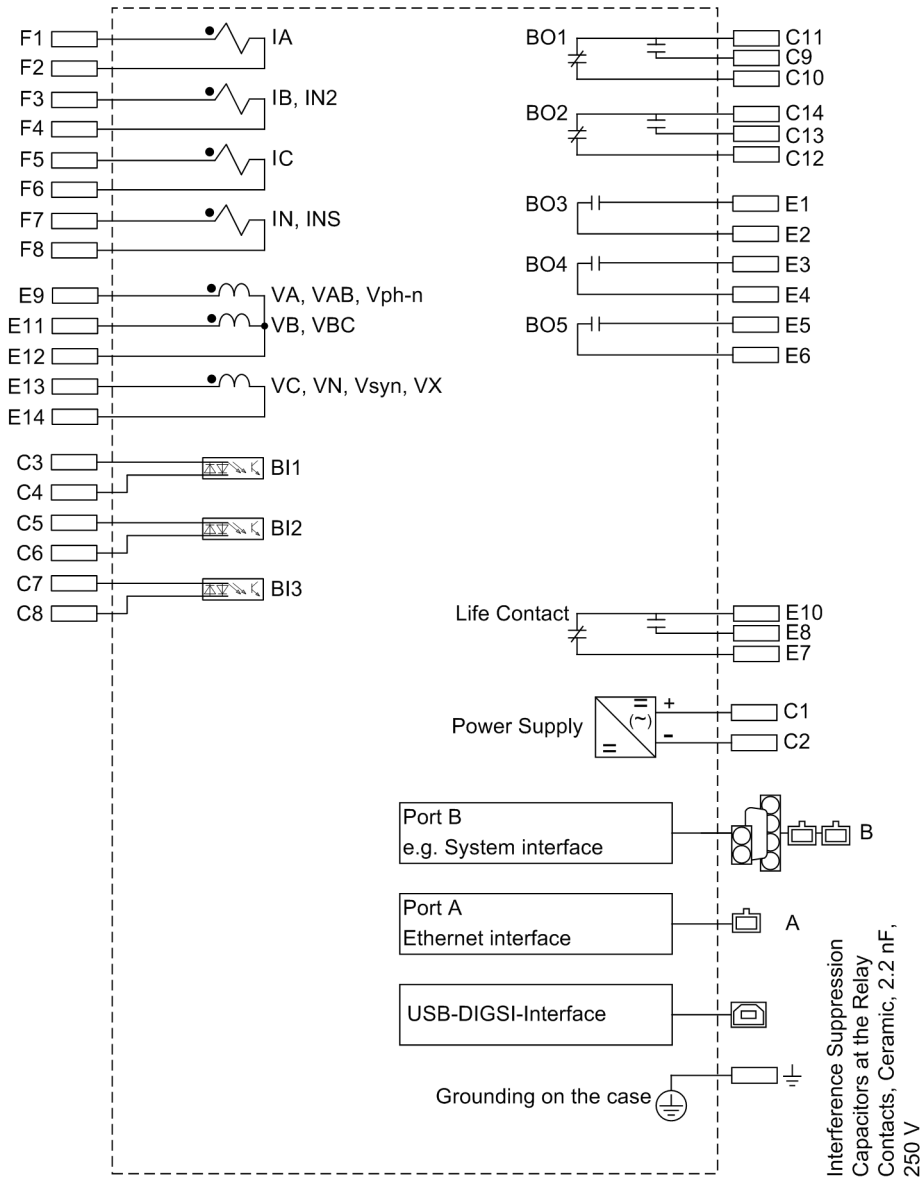 F1
IA
F2
F3
IB, IN2
F4
F5
IC
F6
F7
IN, INS
F8
E9
VA, VAB, Vph-n
E11
VB, VBC
E12
E13
VC, VN, Vsyn, VX
E14
C3
BI1
C4
C5
BI2
C6
C7
BI3
C8
BO1
C11
C9
C10
BO2
C14
C13
C12
BO3
E1
E2
BO4
E3
E4
BO5
E5
E6
Life Contact
E10
E8
E7
Power Supply
=
(~)
=
+
-
C1
C2
Port B
e.g. System interface
B
Port A
Ethernet interface
A
USB-DIGSI-Interface
Grounding on the case
Interference Suppression
Capacitors at the Relay
Contacts, Ceramic, 2.2 nF,
250 V